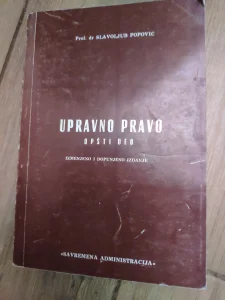 Prof. dr SLAVOLJUB POPOVIĆ
UPRAVNO PRAVO
OPŠTI DEO
IZMENJENO I DOPUNJENO IZDANJE
»SAVREMENA ADMINISTRACIJA«